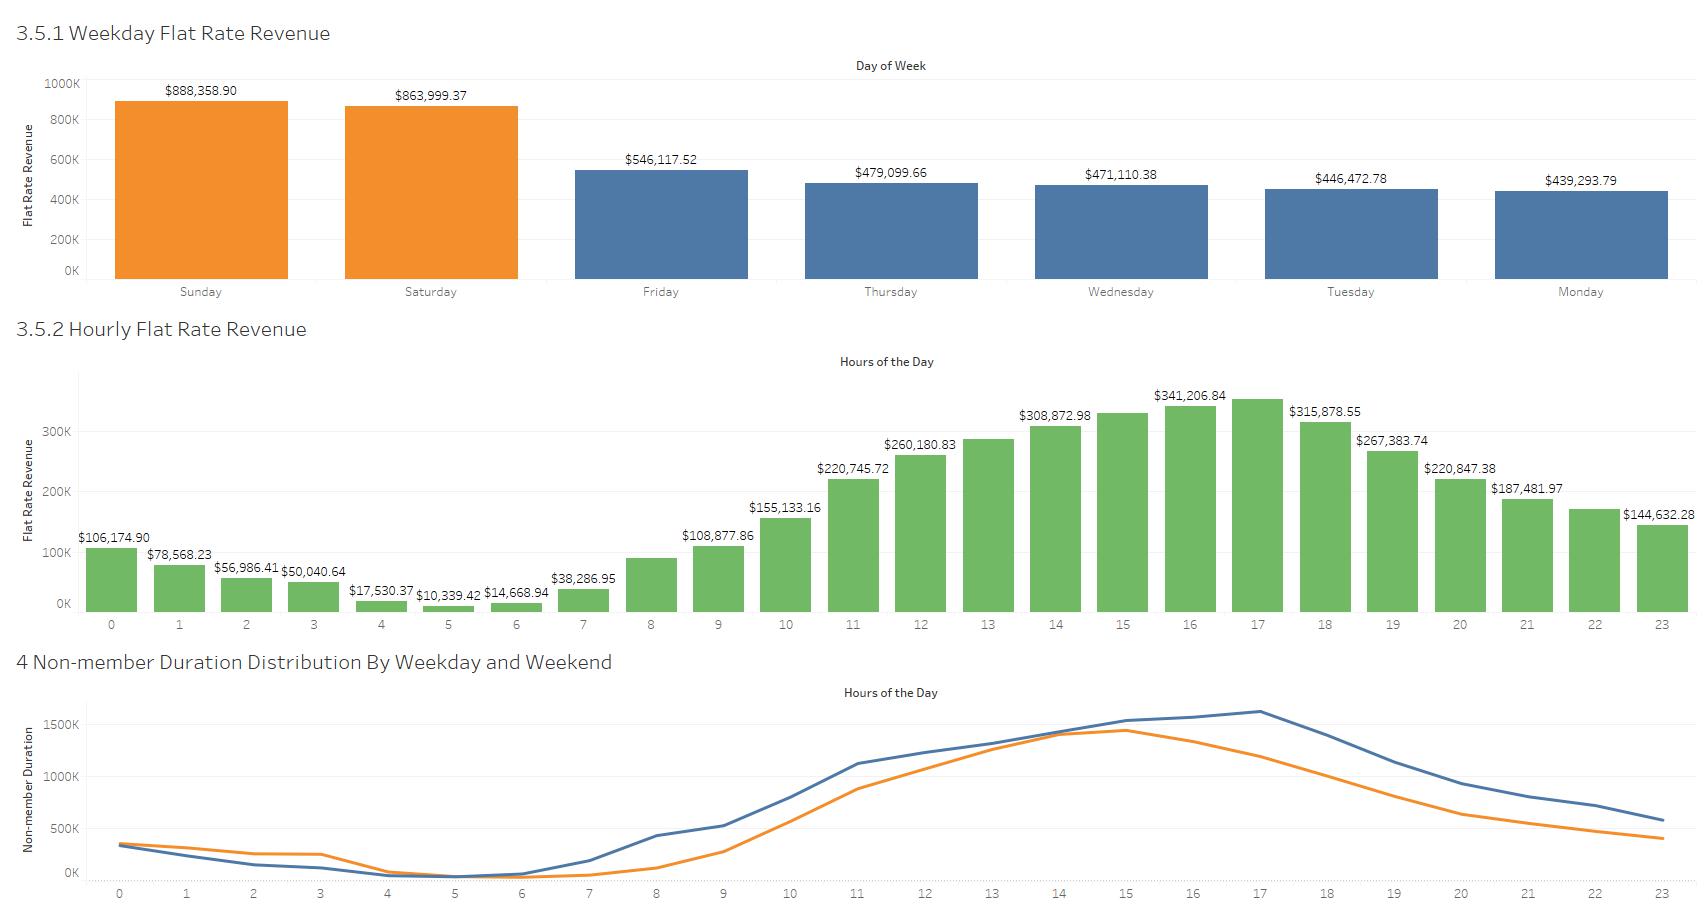 3.5.1 Weekday Flat Rate Revenue
Day of Week
Flat Rate Revenue
1000K
800K
600K
400K
200K
0K
$888,358.90
$863,999.37
$546,117.52
$479,099.66
$471,110.38
$446,472.78
$439,293.79
Sunday Saturday Friday Thursday Wednesday Tuesday Monday
3.5.2 Hourly Flat Rate Revenue
Hours of the Day
Flat Rate Revenue
300K
200K
100K
0K
$106,174.90
$78,568.23
$56,986.41
$50,040.64
$17,530.37
$10,339.42
$14,668.94
$38,286.95
$108,877.86
$155,133.16
$220,745.72
$260,180.83
$308,872.98
$341,206.84
$315,878.55
$267,383.74
$220,847.38
$187,481.97
$144,632.28
0 1 2 3 4 5 6 7 8 9 10 11 12 13 14 15 16 17 18 19 20 21 22 23
4 Non-member Duration Distribution By Weekday and Weekend
Hours of the Day
Non-member Duration
1500K
1000K
500K
0K
0 1 2 3 4 5 6 7 8 9 10 11 12 13 14 15 16 17 18 19 20 21 22 23